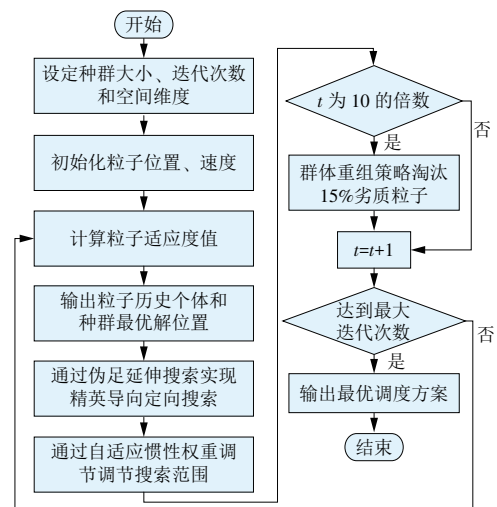 开始
设定种群大小、迭代次数
和空间维度
初始化粒子位置、速度
计算粒子适应度值
输出粒子历史个体和
种群最优解位置
通过伪足延伸搜索实现
精英导向定向搜索
通过自适应惯性权重调
节调节搜索范围
t 为 10 的倍数
否
是
群体重组策略淘汰
15%劣质粒子
t=t+1
达到最大
迭代次数
否
是
输出最优调度方案
结束